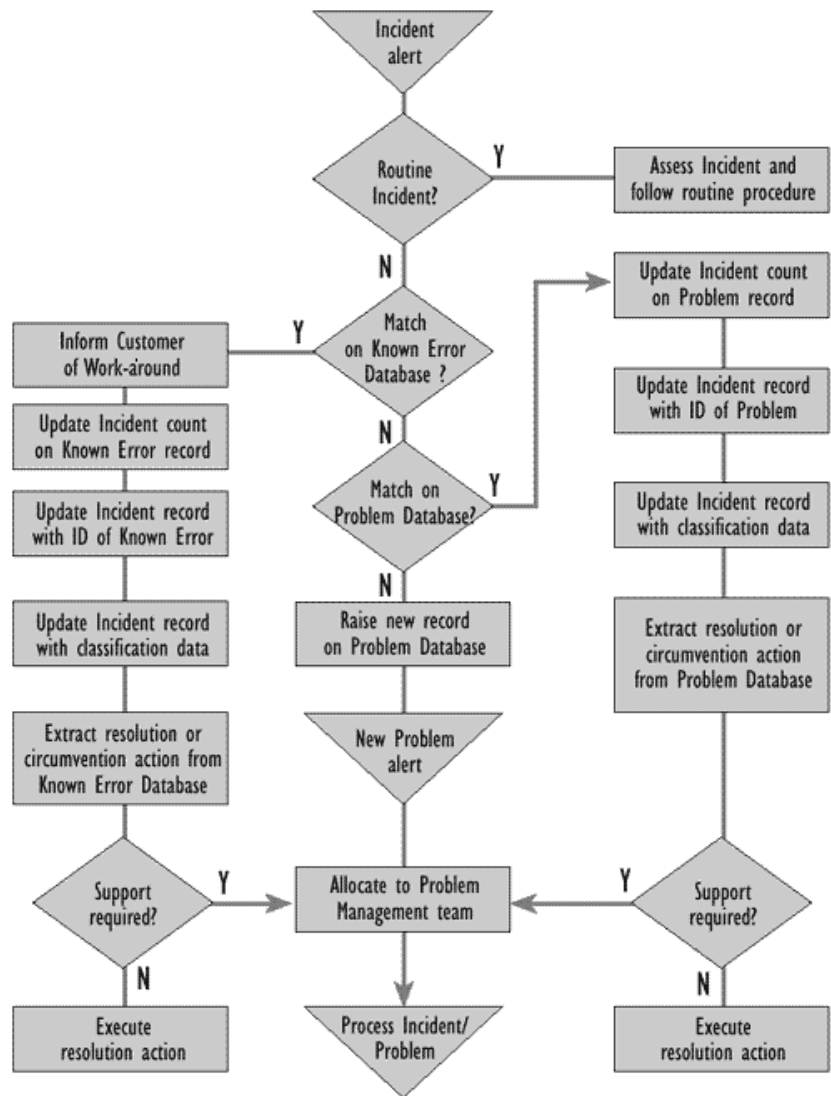 Incident
alert
Routine
Incident?
Y
Assess Incident and
follow routine procedure
N
Update Incident count
on Problem record
Match
on Known Error
Database ?
Y
Inform Customer
of Work-around
Update Incident record
with ID of Problem
Update Incident count
on Known Error record
N
Match on
Problem Database?
Y
Update Incident record
with ID of Known Error
Update Incident record
with classification data
N
Raise new record
on Problem Database
Update Incident record
with classification data
Extract resolution or
circumvention action
from Problem Database
Extract resolution or
circumvention action from
Known Error Database
New Problem
alert
Support
required?
Y
Allocate to Problem
Management team
Y
Support
required?
N
N
Execute
resolution action
Process Incident/
Problem
Execute
resolution action